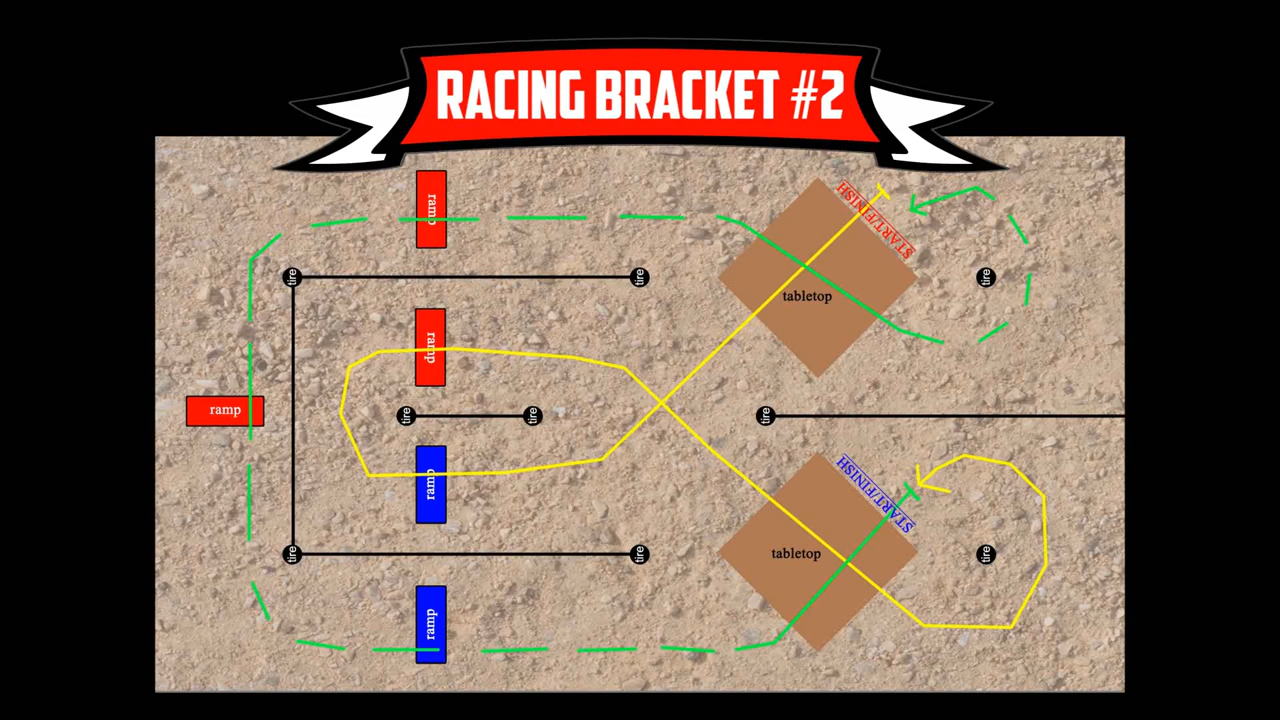 RACING BRACKET #2
ramp
START/FINISH
tire
tire
tire
tabletop
ramp
ramp
tire
tire
tire
ramp
START/FINISH
tire
tire
tabletop
tire
ramp